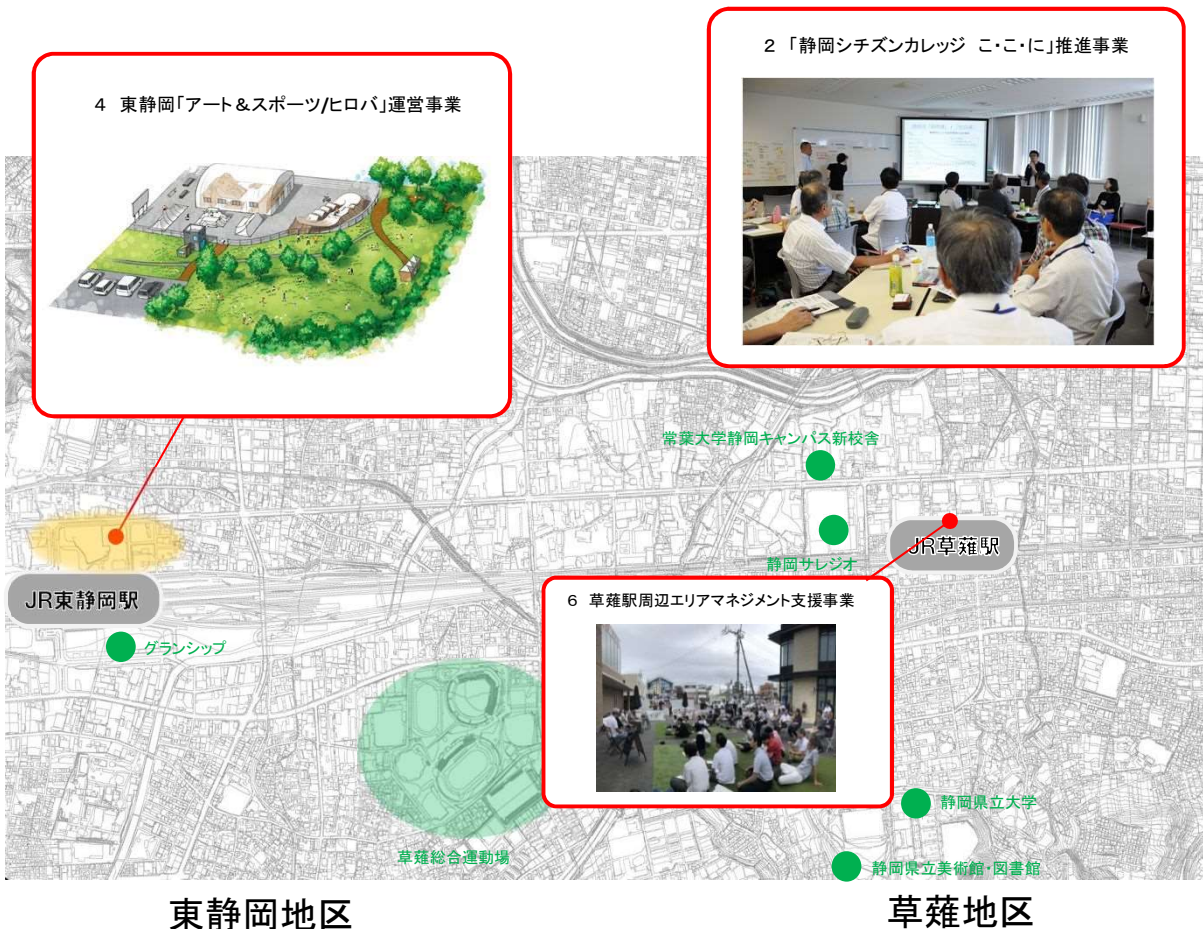 2 「静岡シチズンカレッジ こ・こ・に」推進事業
4 東静岡「アート＆スポーツ/ヒロバ」運営事業
常葉大学静岡キャンパス新校舎
静岡サレジオ
JR草薙駅
JR東静岡駅
グランシップ
6 草薙駅周辺エリアマネジメント支援事業
草薙総合運動場
静岡県立大学
静岡県立美術館・図書館
東静岡地区
草薙地区